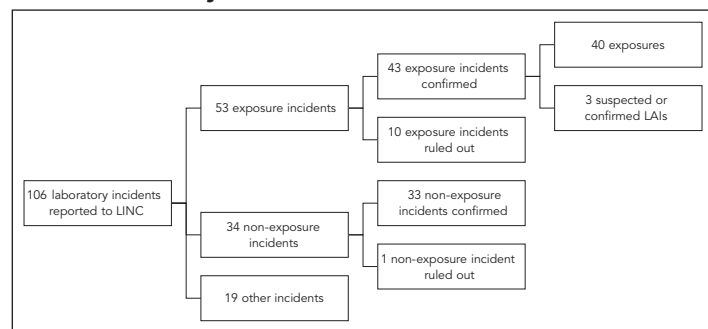 40 exposures
43 exposure incidents
confirmed
3 suspected or
confirmed LAIs
53 exposure incidents
10 exposure incidents
ruled out
106 laboratory incidents
reported to LINC
33 non-exposure
incidents confirmed
34 non-exposure
incidents
1 non-exposure incident
ruled out
19 other incidents